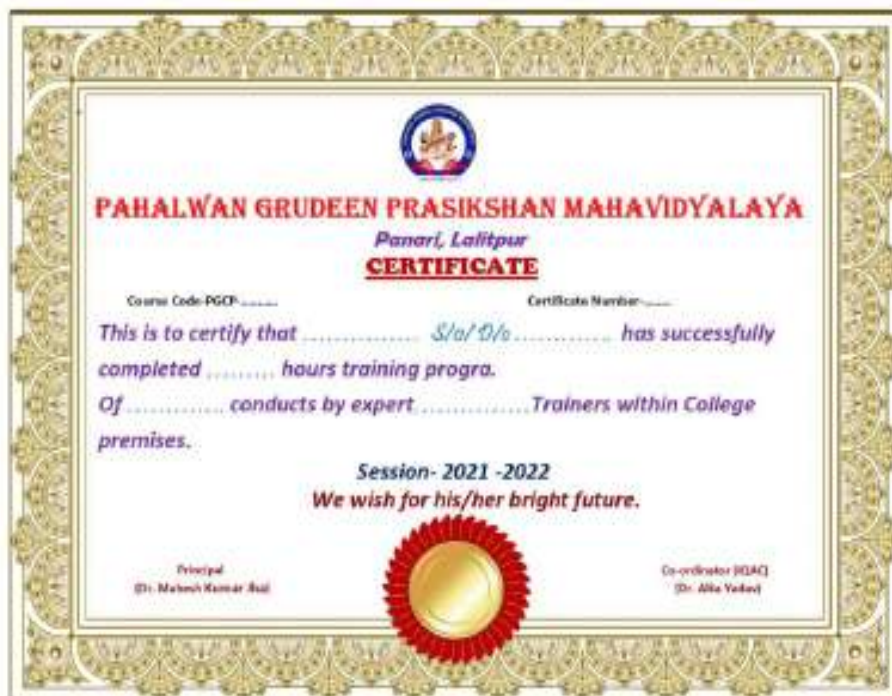 PAHALWAN GRUDEEN PRASIKSHAN MAHAVIDYALAYA
Panari, Lalitpur
CERTIFICATE
Course Code-PGCP-........... Certificate Number-........
This is to certify that .................. S/o/ D/o ............... has successfully
completed ......... hours training progra.
Of ............. conducts by expert ...............Trainers within College
premises.
Session- 2021 -2022
We wish for his/her bright future.
Principal Co-ordinator (IQAC)
(Dr. Mahesh Kumar Jha) (Dr. Yadav)